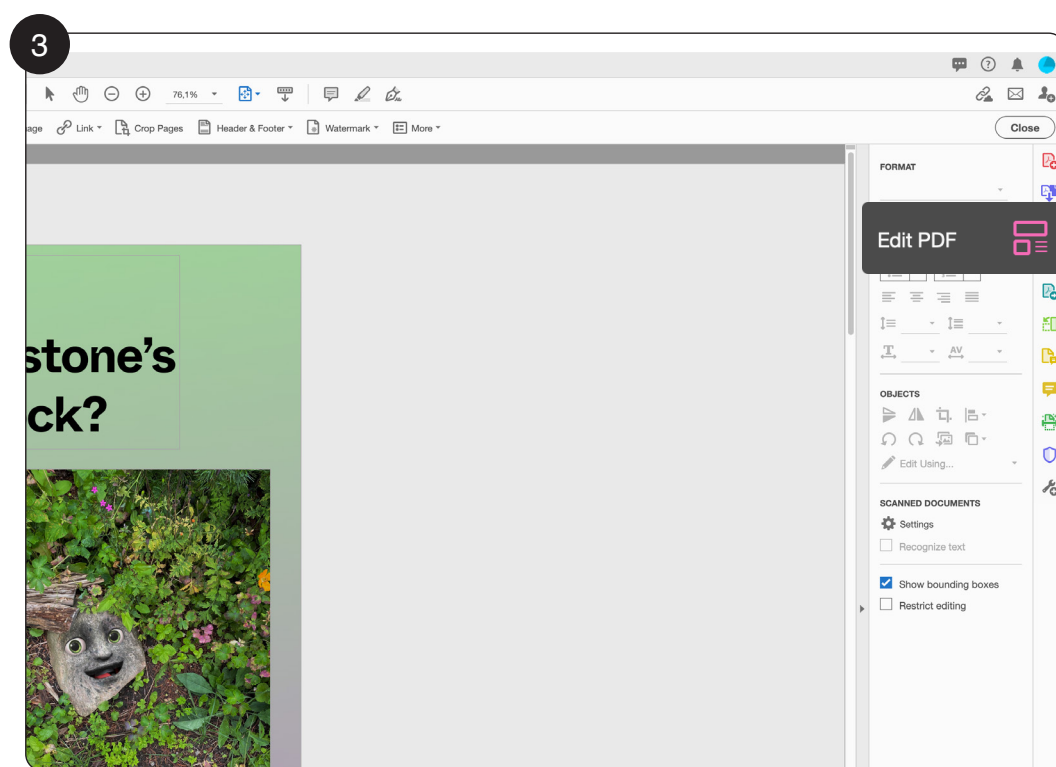 3
76,1%
age Link Crop Pages Header & Footer Watermark More
Close
FORMAT
Edit PDF
stone's
ck?
OBJECTS
Edit Using...
SCANNED DOCUMENTS
Settings
Recognize text
Show bounding boxes
Restrict editing